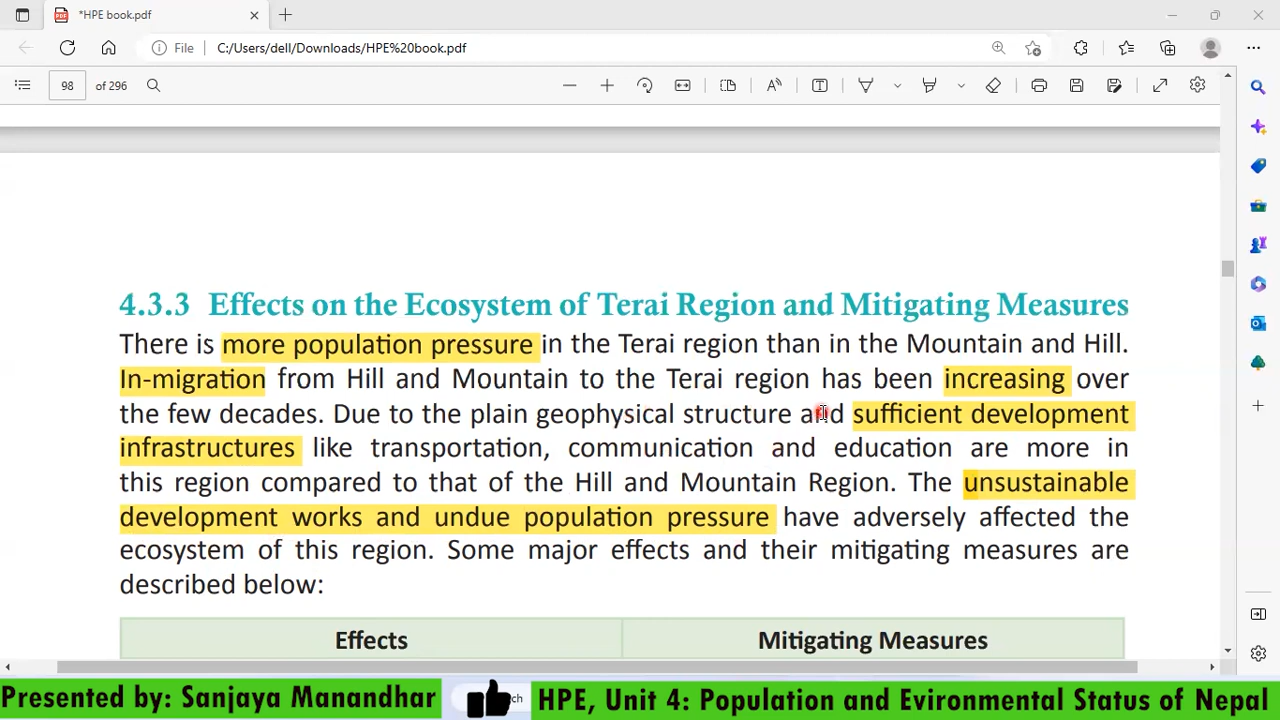 *HPE book.pdf
File
C:/Users/dell/Downloads/HPE%20book.pdf
98 of 296
4.3.3 Effects on the Ecosystem of Terai Region and Mitigating Measures
There is more population pressure in the Terai region than in the Mountain and Hill.
In-migration from Hill and Mountain to the Terai region has been increasing over
the few decades. Due to the plain geophysical structure and sufficient development
infrastructures like transportation, communication and education are more in
this region compared to that of the Hill and Mountain Region. The unsustainable
development works and undue population pressure have adversely affected the
ecosystem of this region. Some major effects and their mitigating measures are
described below:
Effects Mitigating Measures
Presented by: Sanjaya Manandhar
HPE, Unit 4: Population and Evironmental Status of Nepal